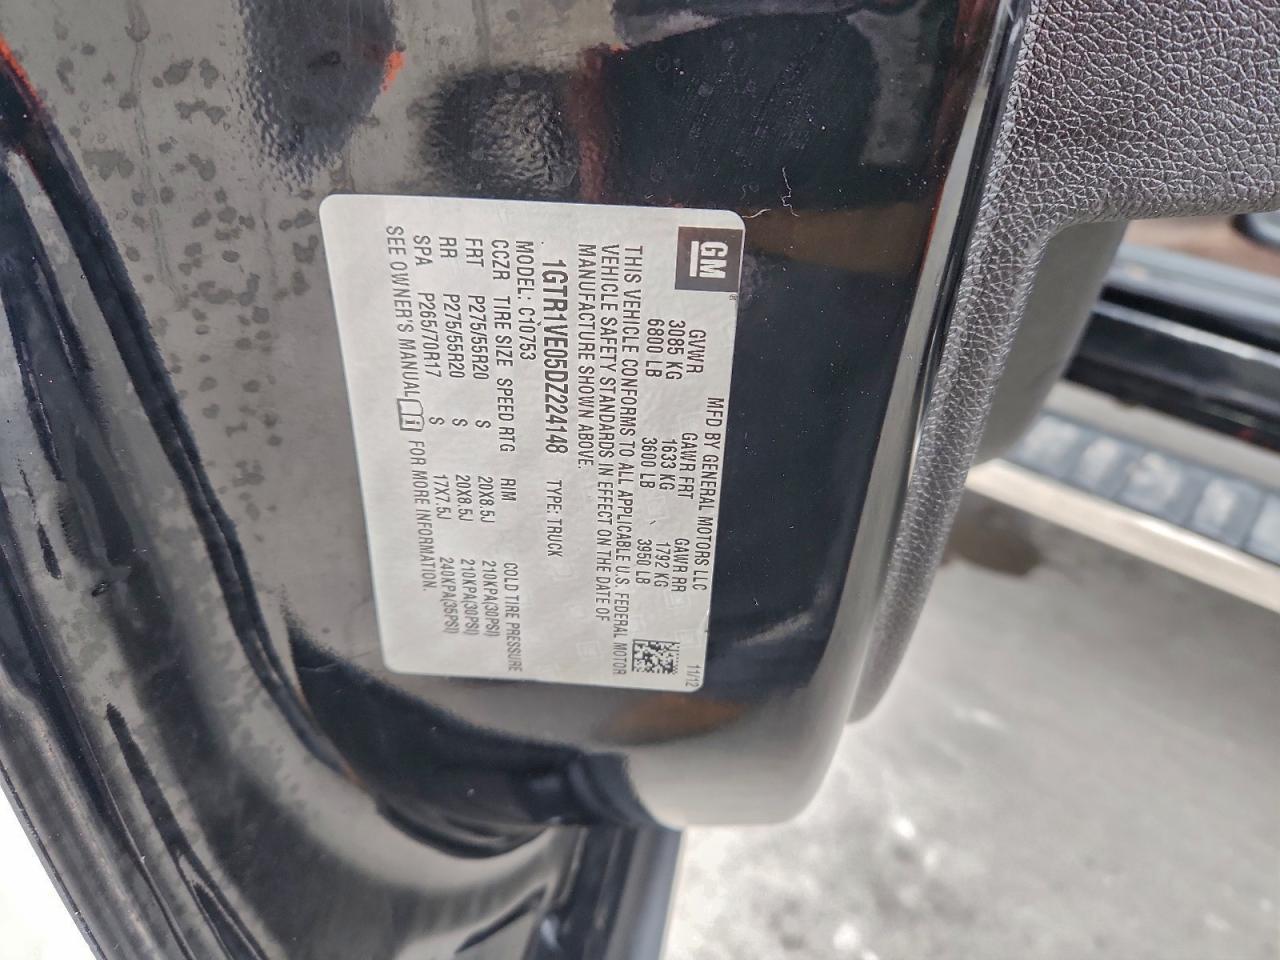 GM
MFD BY GENERAL MOTORS LLC 11/12
GVWR GAWR FRT GAWR RR
3085 KG 1633 KG 1792 KG
6800 LB 3600 LB 3950 LB
THIS VEHICLE CONFORMS TO ALL APPLICABLE U.S. FEDERAL MOTOR
VEHICLE SAFETY STANDARDS IN EFFECT ON THE DATE OF
MANUFACTURE SHOWN ABOVE.
1GTR1VE05DZ224148 TYPE: TRUCK
MODEL: C10753
CCZR TIRE SIZE SPEED RTG RIM COLD TIRE PRESSURE
FRT P275/55R20 S 20X8.5J 210KPA(30PSI)
RR P275/55R20 S 20X8.5J 210KPA(30PSI)
SPA P265/70R17 S 17X7.5J 240KPA(35PSI)
SEE OWNER'S MANUAL i FOR MORE INFORMATION.